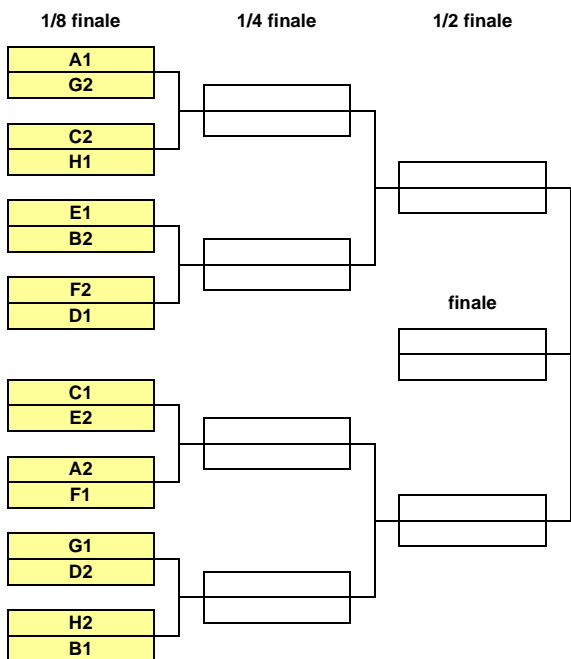 1/8 finale 1/4 finale 1/2 finale
A1
G2
C2
H1
E1
B2
F2
D1
finale
C1
E2
A2
F1
G1
D2
H2
B1